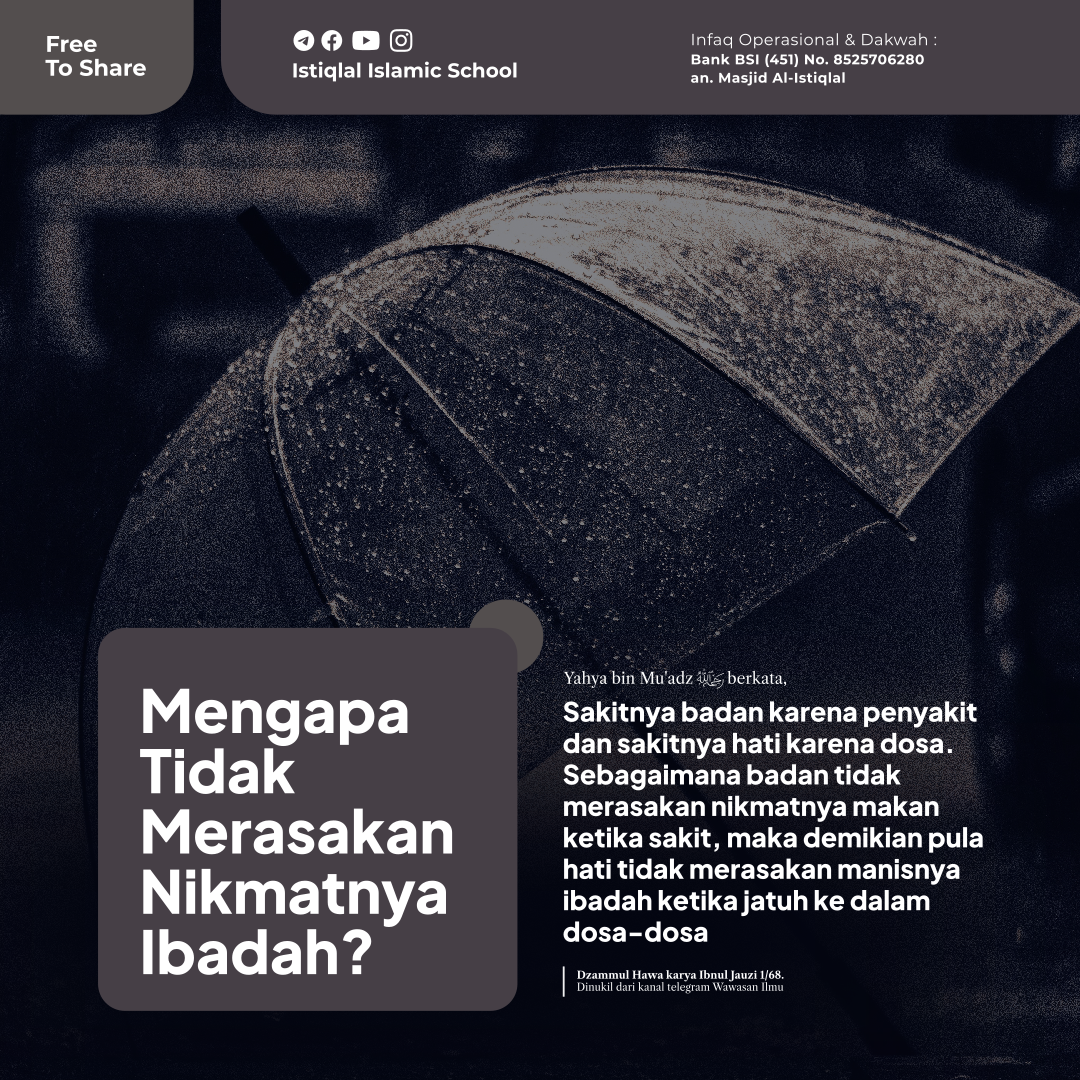 Free
To Share
Istiqlal Islamic School
Infaq Operasional & Dakwah :
Bank BSI (451) No. 8525706280
an. Masjid Al-Istiqlal
Mengapa
Tidak
Merasakan
Nikmatnya
Ibadah?
Yahya bin Mu'adz رحمه الله berkata,
Sakitnya badan karena penyakit
dan sakitnya hati karena dosa.
Sebagaimana badan tidak
merasakan nikmatnya makan
ketika sakit, maka demikian pula
hati tidak merasakan manisnya
ibadah ketika jatuh ke dalam
dosa-dosa
Dzammul Hawa karya Ibnul Jauzi 1/68.
Dinukil dari kanal telegram Wawasan Ilmu